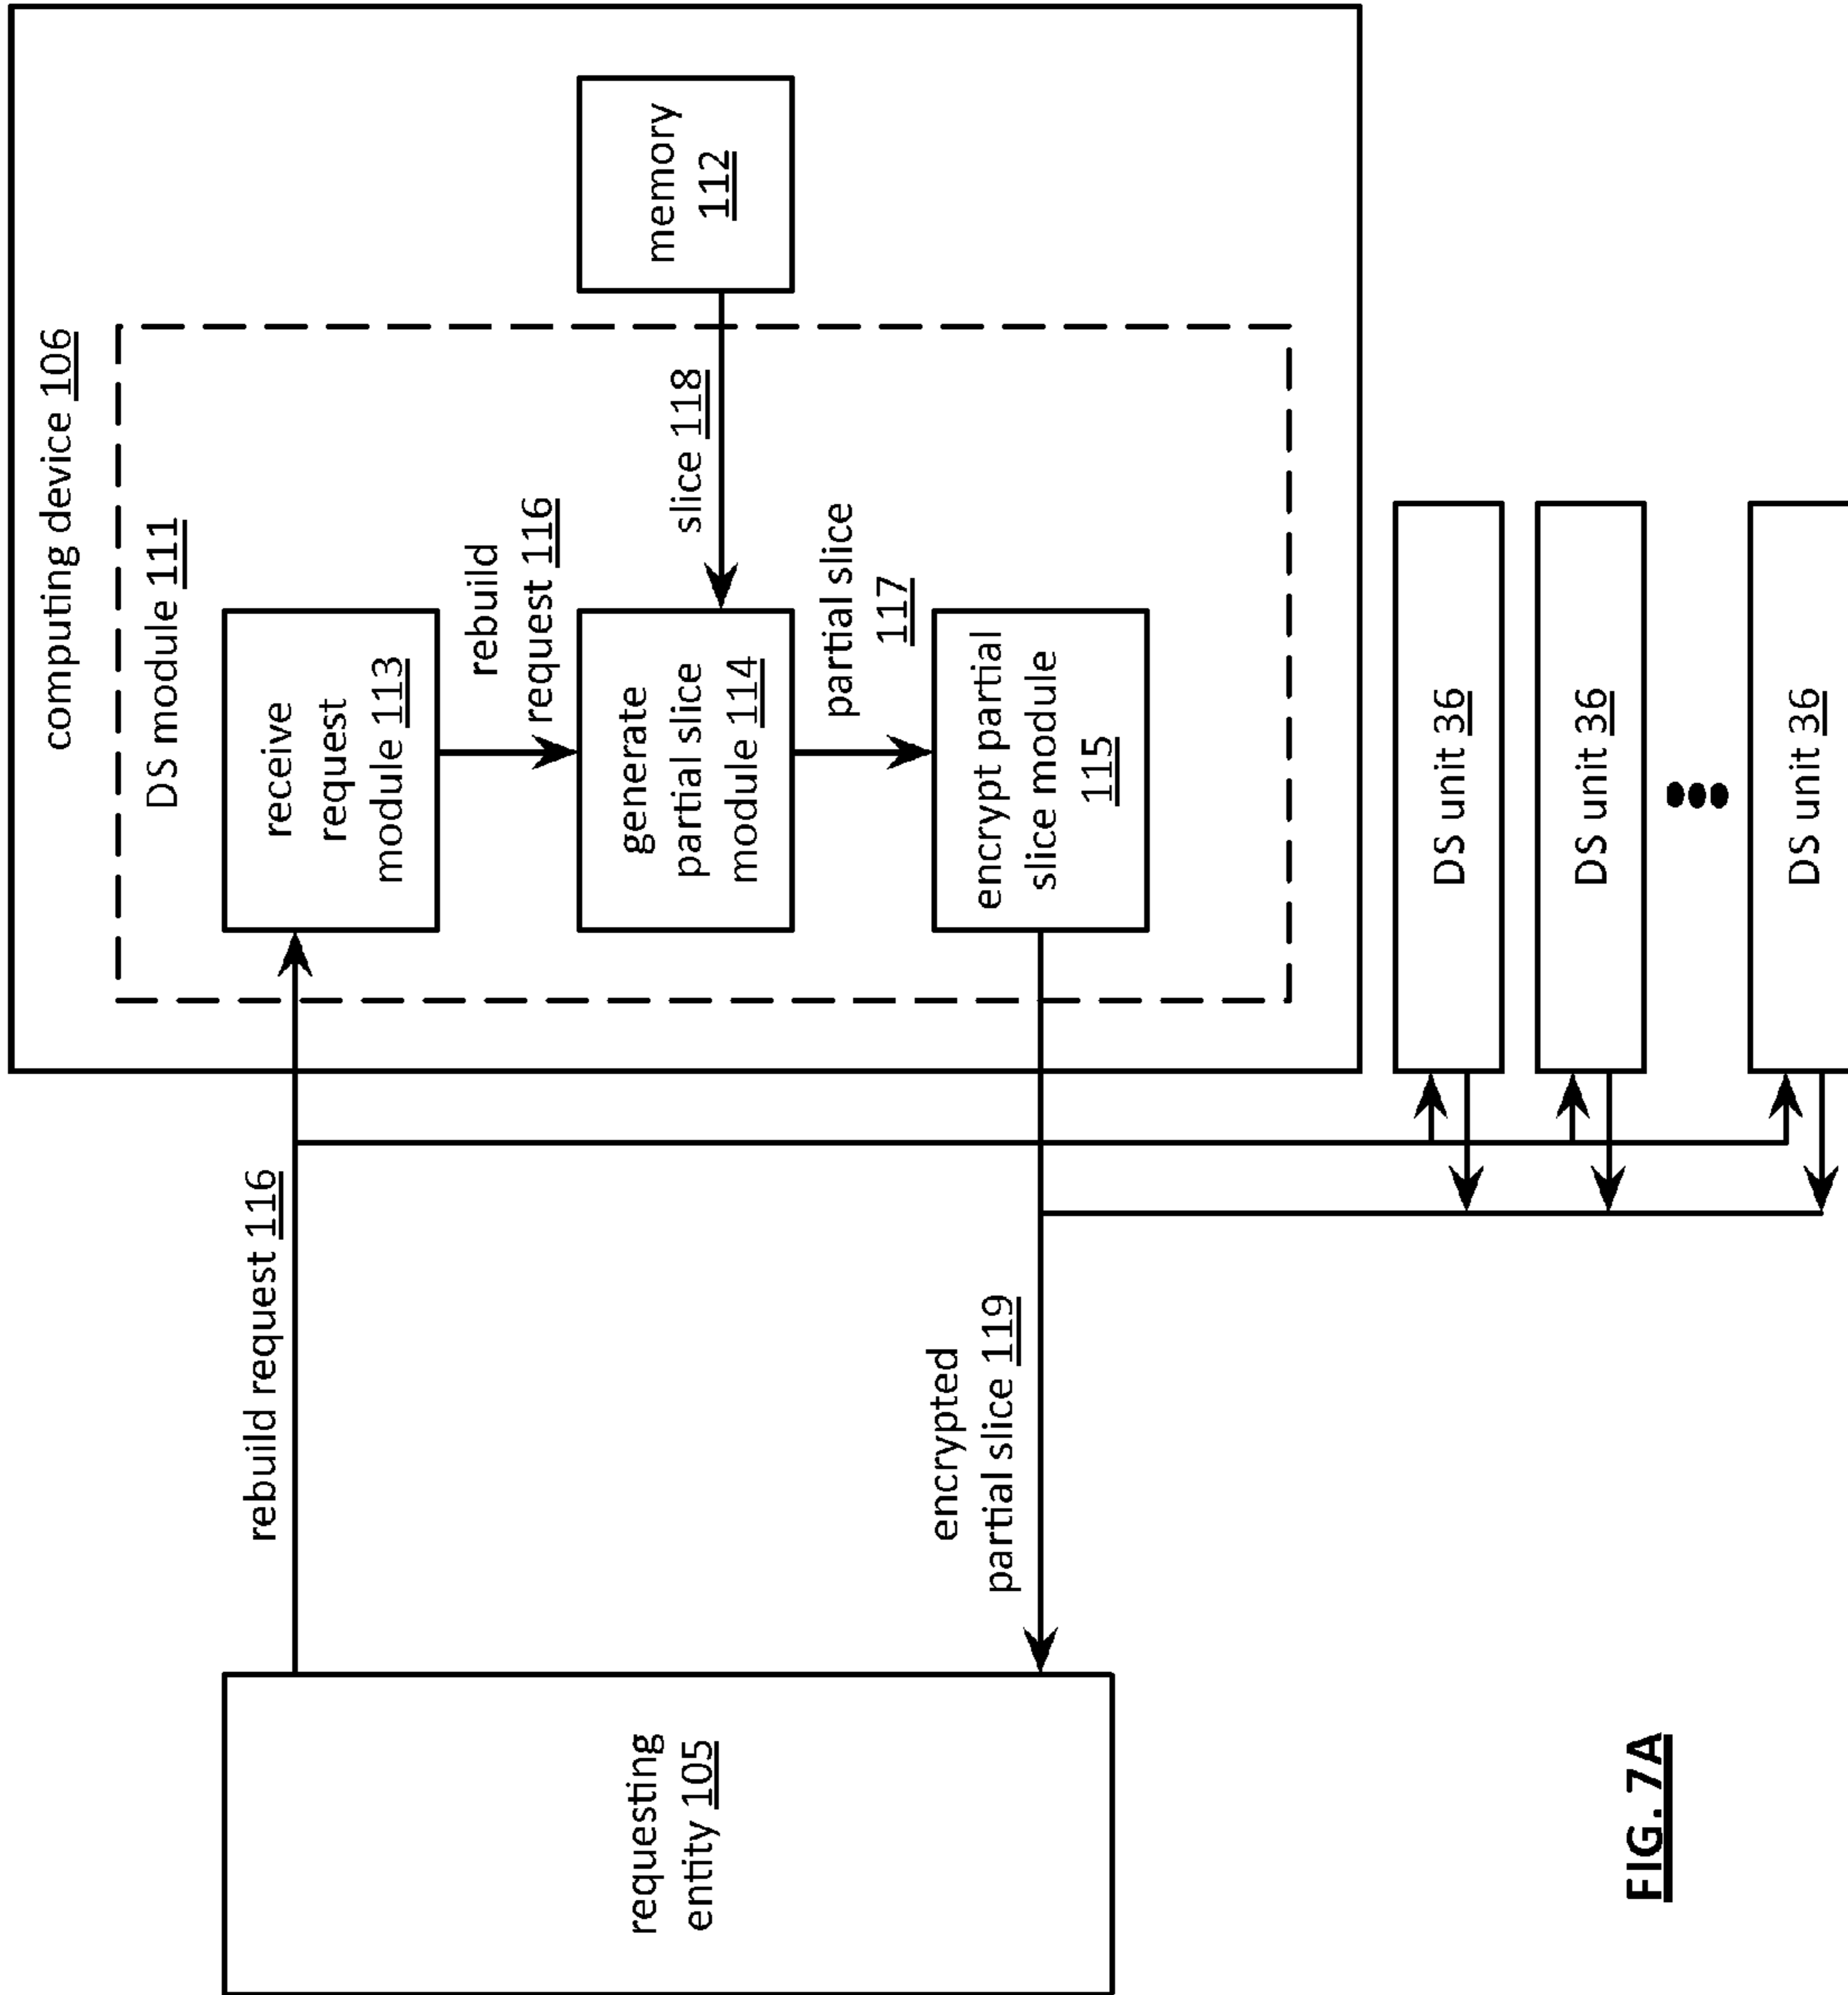 computing device 106
DS module 111
receive
request
module 113
rebuild
request 116
generate
partial slice
module 114
slice 118
memory
112
partial slice
117
encrypt partial
slice module
115
rebuild request 116
encrypted
partial slice 119
requesting
entity 105
DS unit 36
DS unit 36
DS unit 36
FIG. 7A